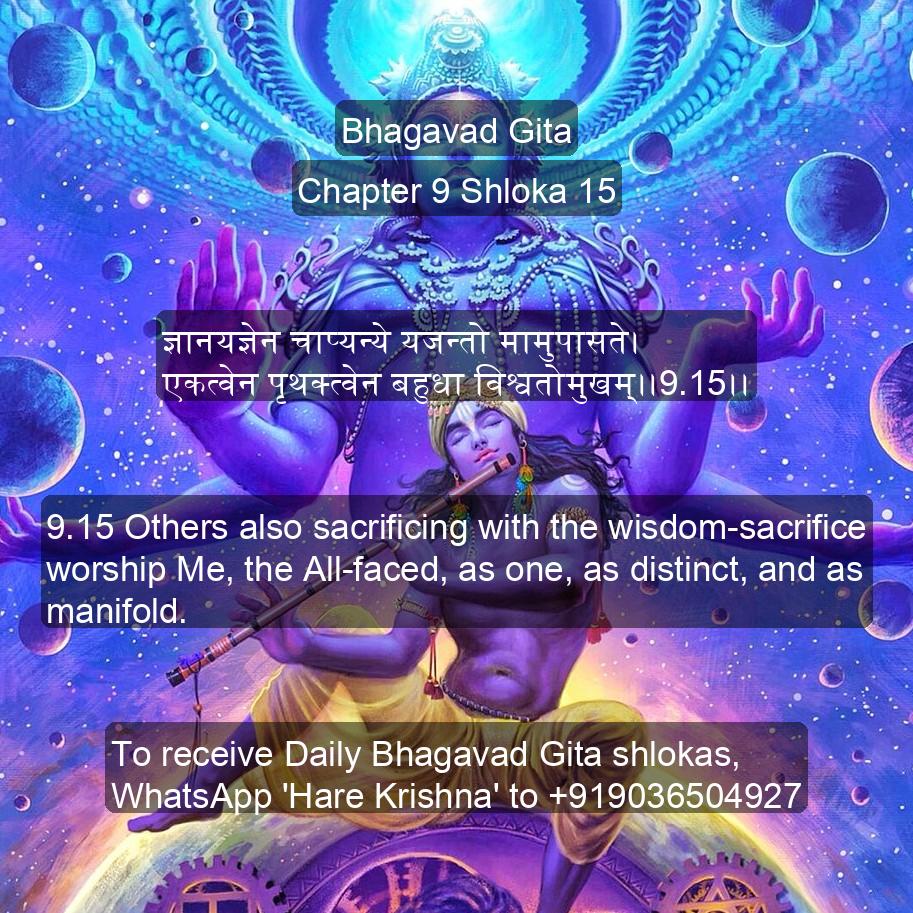 Bhagavad Gita
Chapter 9 Shloka 15
ज्ञानयज्ञेन चाप्यन्ये यजन्तो मामुपासते।
एकत्वेन पृथक्त्वेन बहुधा विश्वतोमुखम्।।9.15।।
9.15 Others also sacrificing with the wisdom-sacrifice
worship Me, the All-faced, as one, as distinct, and as
manifold.
To receive Daily Bhagavad Gita shlokas,
WhatsApp 'Hare Krishna' to +919036504927